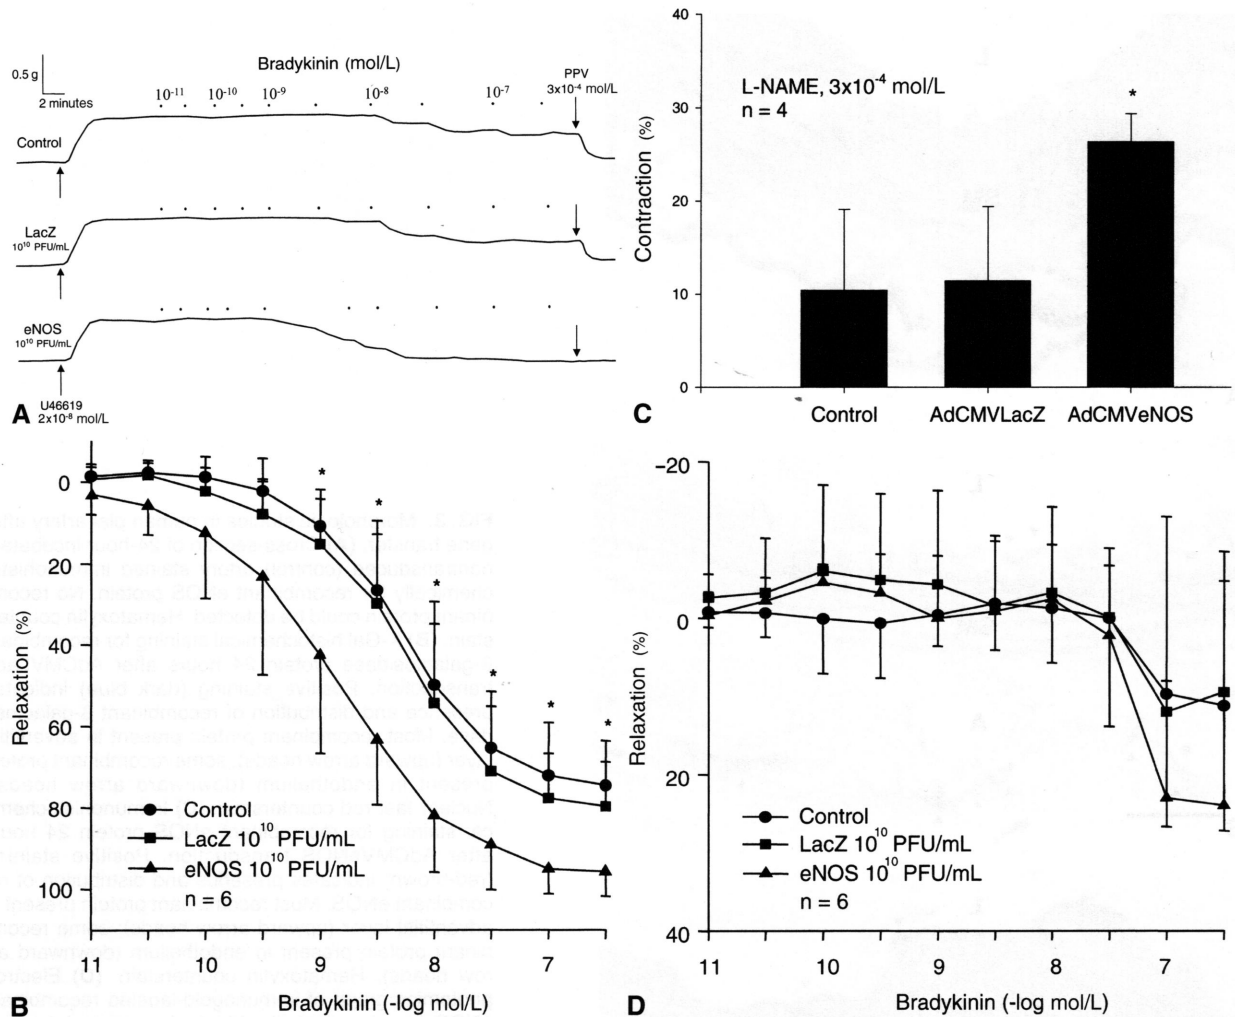 Bradykinin (mol/L)
0.5 g
2 minutes
10⁻¹¹ 10⁻¹⁰ 10⁻⁹ 10⁻⁸ 10⁻⁷
PPV
3x10⁻⁴ mol/L
Control
LacZ
10¹⁰ PFU/mL
eNOS
10¹⁰ PFU/mL
U46619
2x10⁻⁸ mol/L
A
40
30
20
10
0
Contraction (%)
L-NAME, 3x10⁻⁴ mol/L
n = 4
*
Control AdCMVLacZ AdCMVeNOS
C
0
20
40
60
80
100
Relaxation (%)
* * * * * *
Control
LacZ 10¹⁰ PFU/mL
eNOS 10¹⁰ PFU/mL
n = 6
11 10 9 8 7
Bradykinin (-log mol/L)
B
−20
0
20
40
Relaxation (%)
Control
LacZ 10¹⁰ PFU/mL
eNOS 10¹⁰ PFU/mL
n = 6
11 10 9 8 7
Bradykinin (-log mol/L)
D